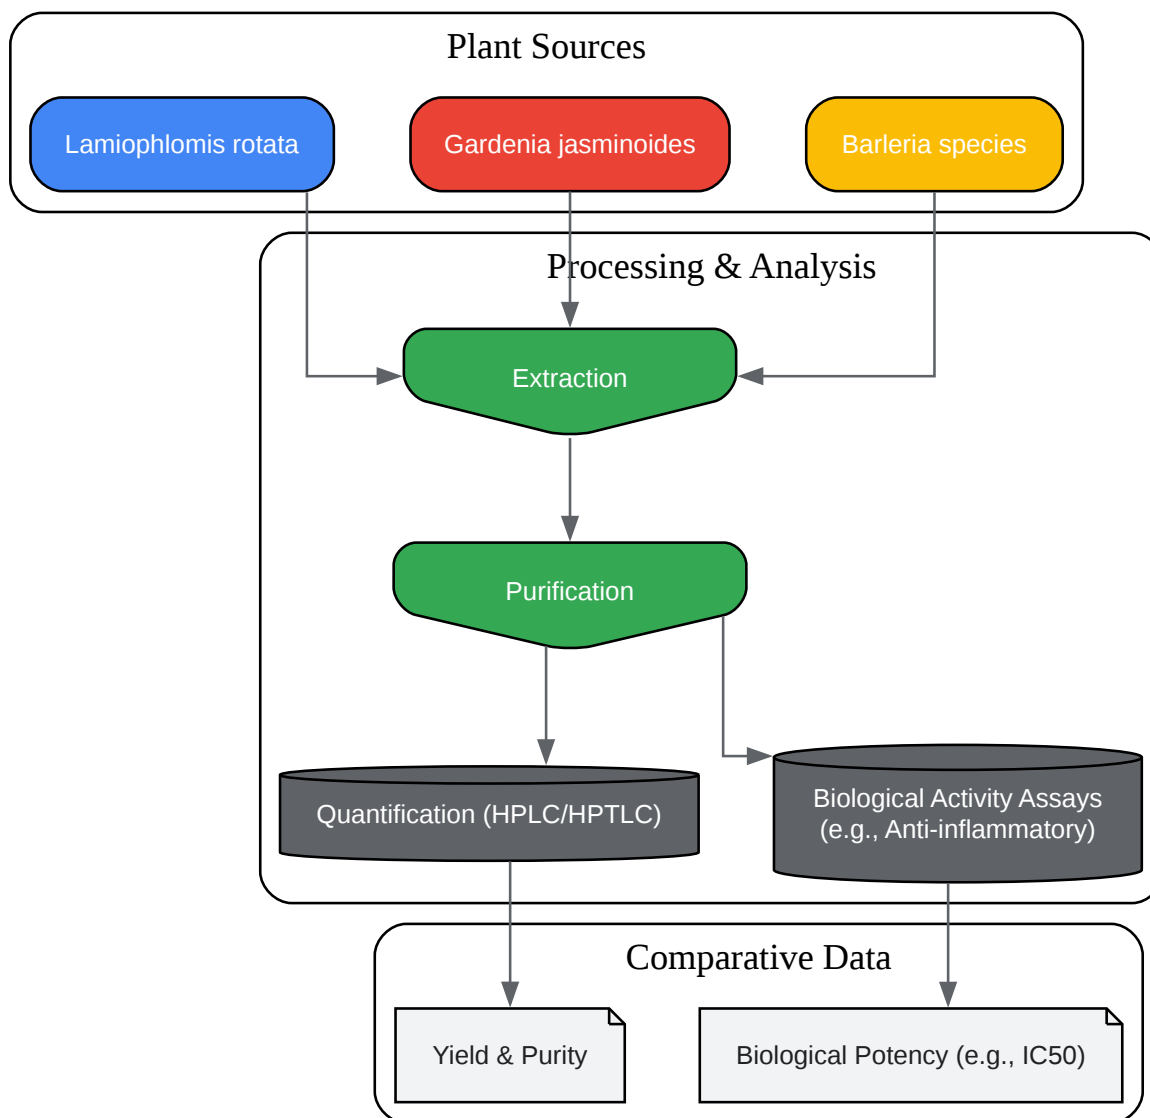 Plant Sources
Lamiophlomis rotata
Gardenia jasminoides
Barleria species
Processing & Analysis
Extraction
Purification
Quantification (HPLC/HPTLC)
Biological Activity Assays
(e.g., Anti-inflammatory)
Comparative Data
Yield & Purity
Biological Potency (e.g., IC50)